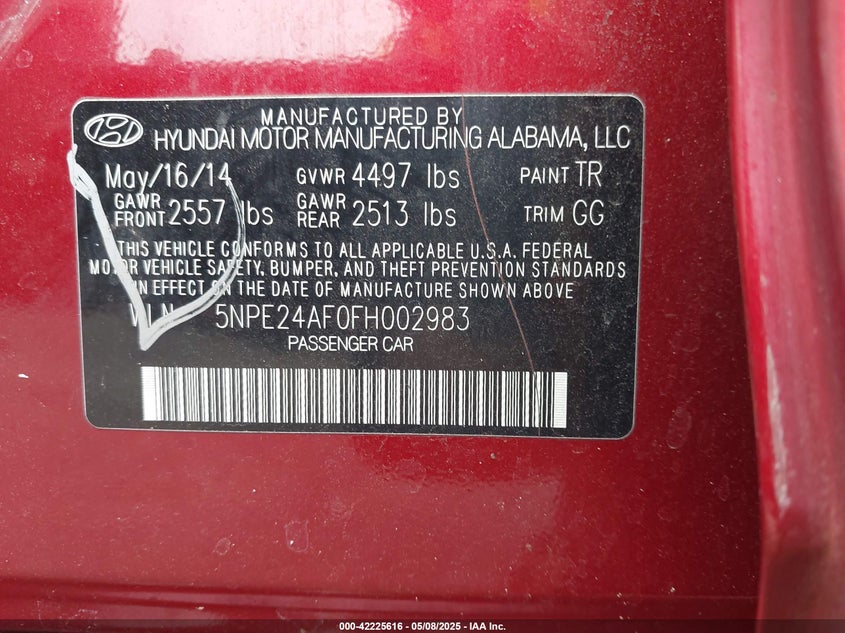 MANUFACTURED BY
HYUNDAI MOTOR MANUFACTURING ALABAMA, LLC
May/16/14 GVWR 4497 lbs PAINT TR
GAWR FRONT 2557 lbs GAWR REAR 2513 lbs TRIM GG
THIS VEHICLE CONFORMS TO ALL APPLICABLE U.S.A. FEDERAL
MOTOR VEHICLE SAFETY, BUMPER, AND THEFT PREVENTION STANDARDS
IN EFFECT ON THE DATE OF MANUFACTURE SHOWN ABOVE
V.I.N 5NPE24AF0FH002983
PASSENGER CAR
000-42225616 - 05/08/2025 - IAA Inc.